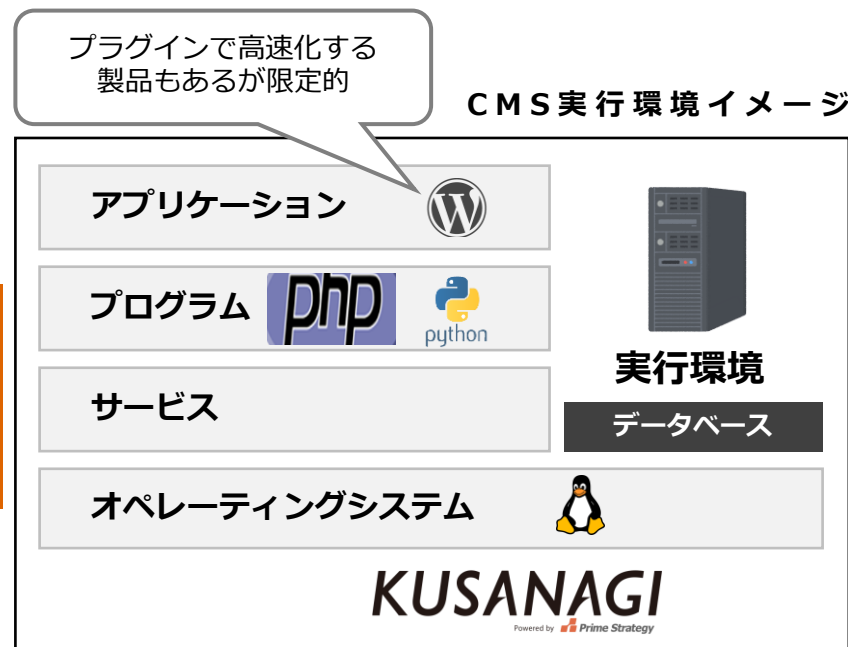 プラグインで高速化する
製品もあるが限定的
CMS実行環境イメージ
アプリケーション
W
プログラム
php
python
サービス
実行環境
データベース
オペレーティングシステム
KUSANAGI
Powered by Prime Strategy